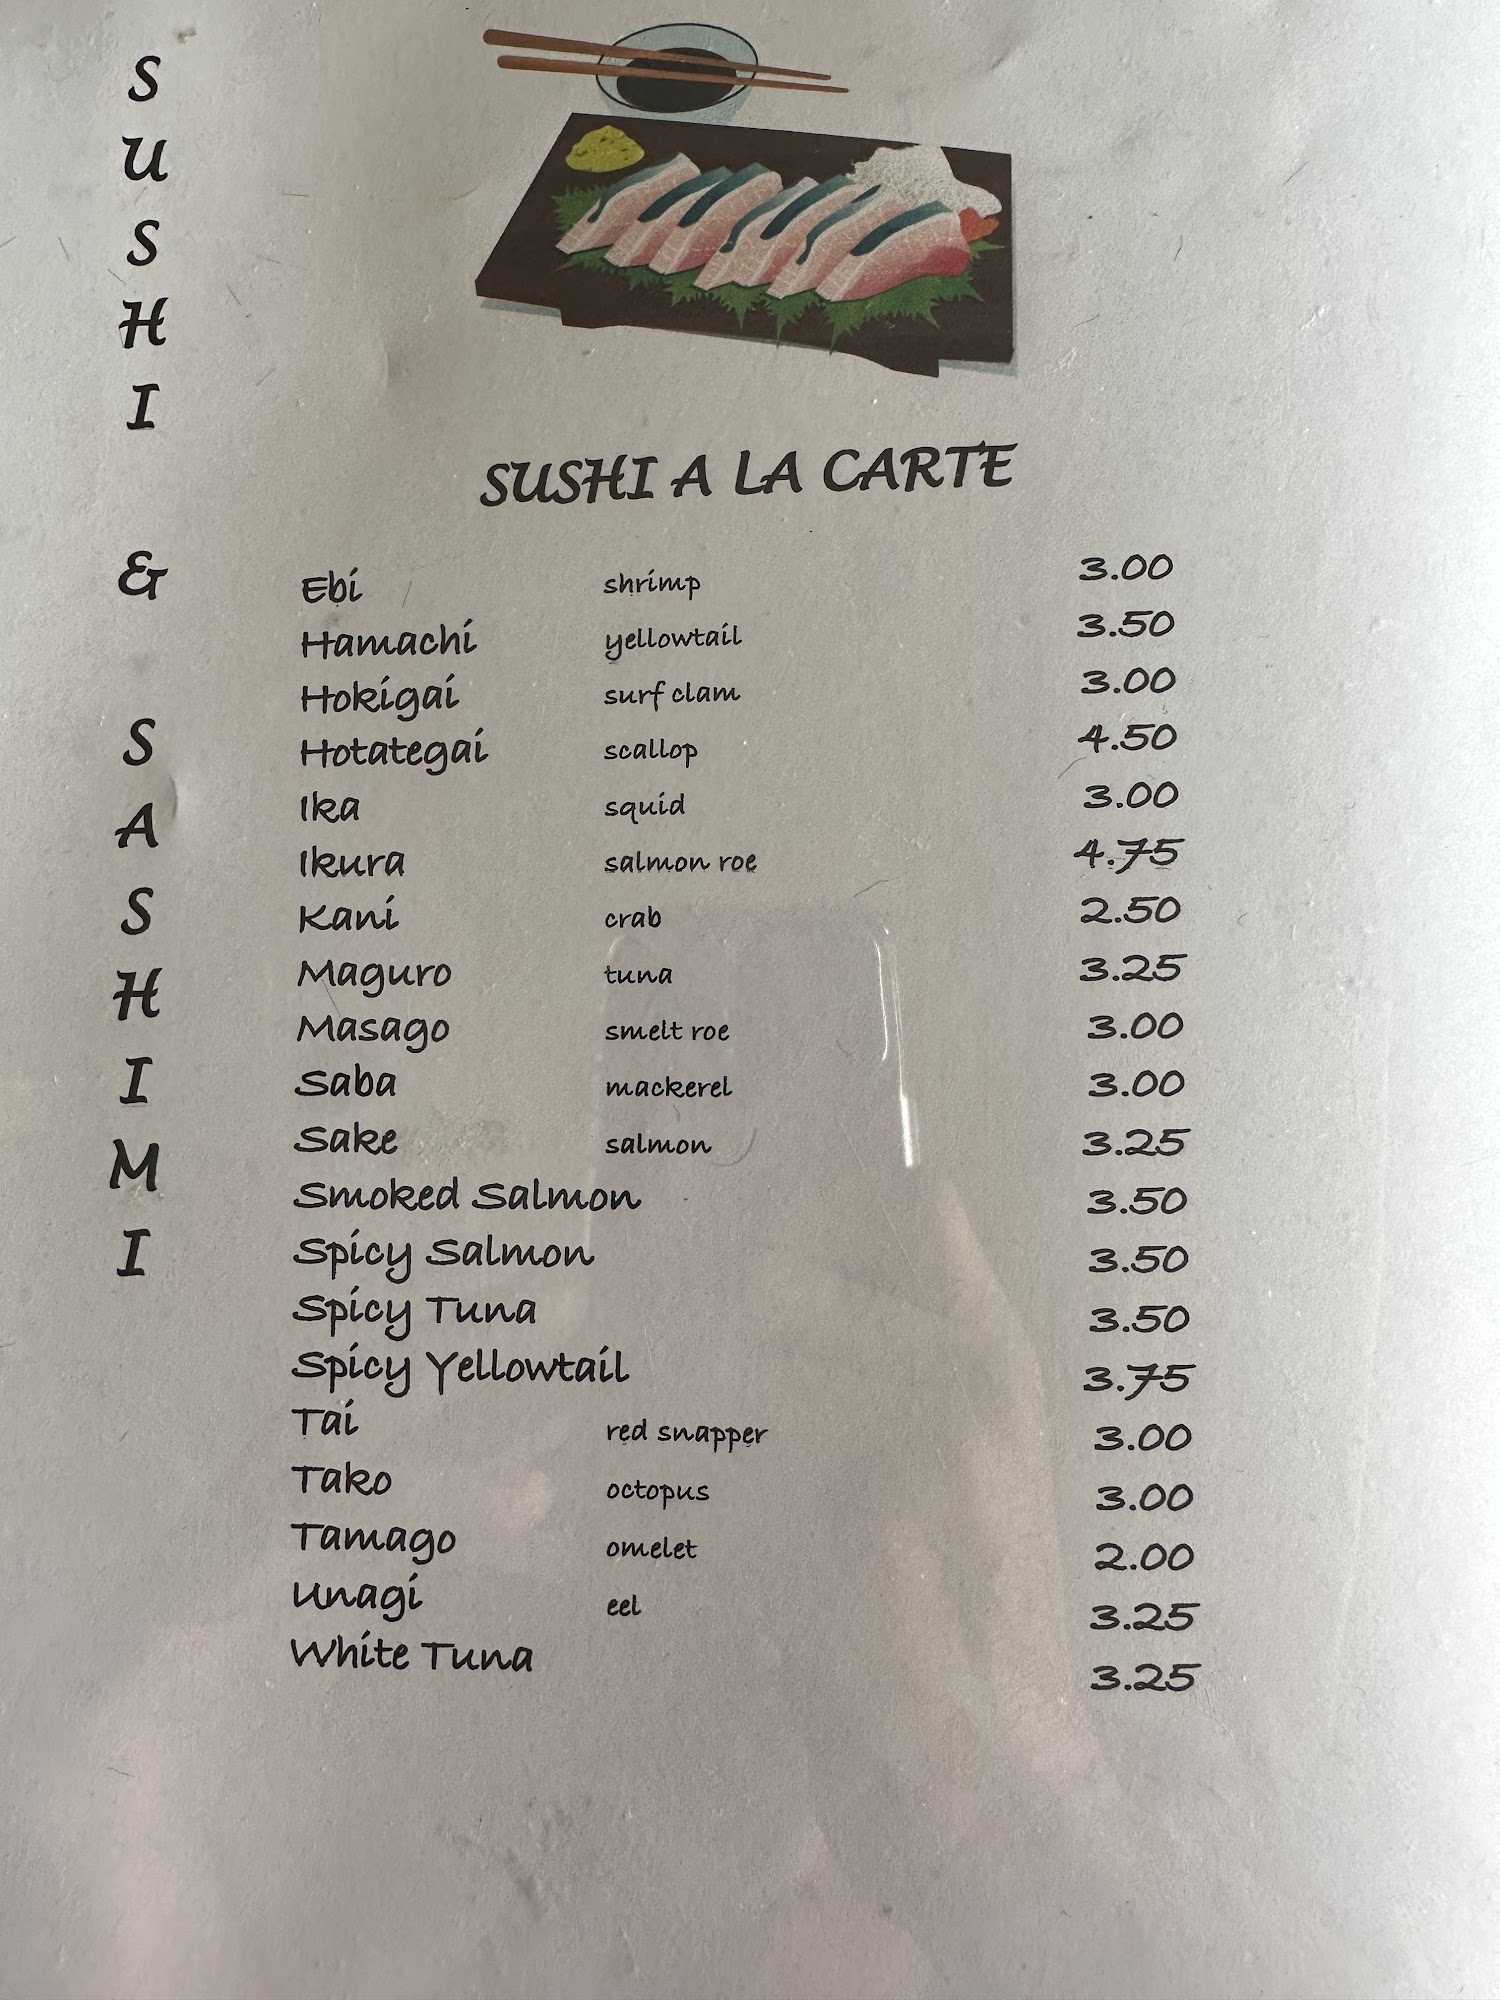 SUSHI & SASHIMI
SUSHI A LA CARTE
Ebi shrimp 3.00
Hamachi yellowtail 3.50
Hokigai surf clam 3.00
Hotategai scallop 4.50
Ika squid 3.00
Ikura salmon roe 4.75
Kani crab 2.50
Maguro tuna 3.25
Masago smelt roe 3.00
Saba mackerel 3.00
Sake salmon 3.25
Smoked Salmon 3.50
Spicy Salmon 3.50
Spicy Tuna 3.50
Spicy Yellowtail 3.75
Tai red snapper 3.00
Tako octopus 3.00
Tamago omelet 2.00
Unagi eel 3.25
White Tuna 3.25